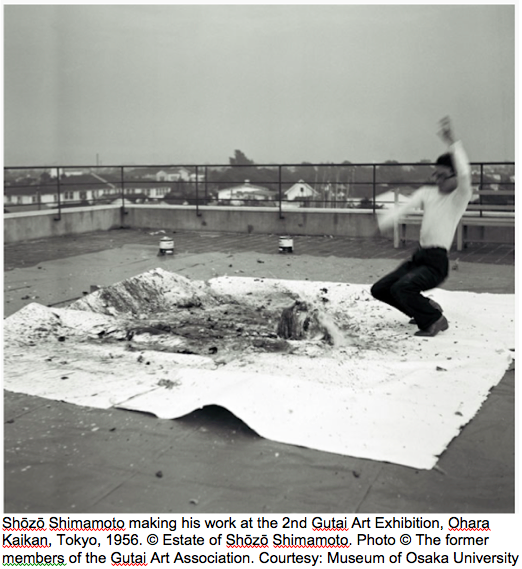 Shōzō Shimamoto making his work at the 2nd Gutai Art Exhibition, Ohara
Kaikan, Tokyo, 1956. © Estate of Shōzō Shimamoto. Photo © The former
members of the Gutai Art Association. Courtesy: Museum of Osaka University